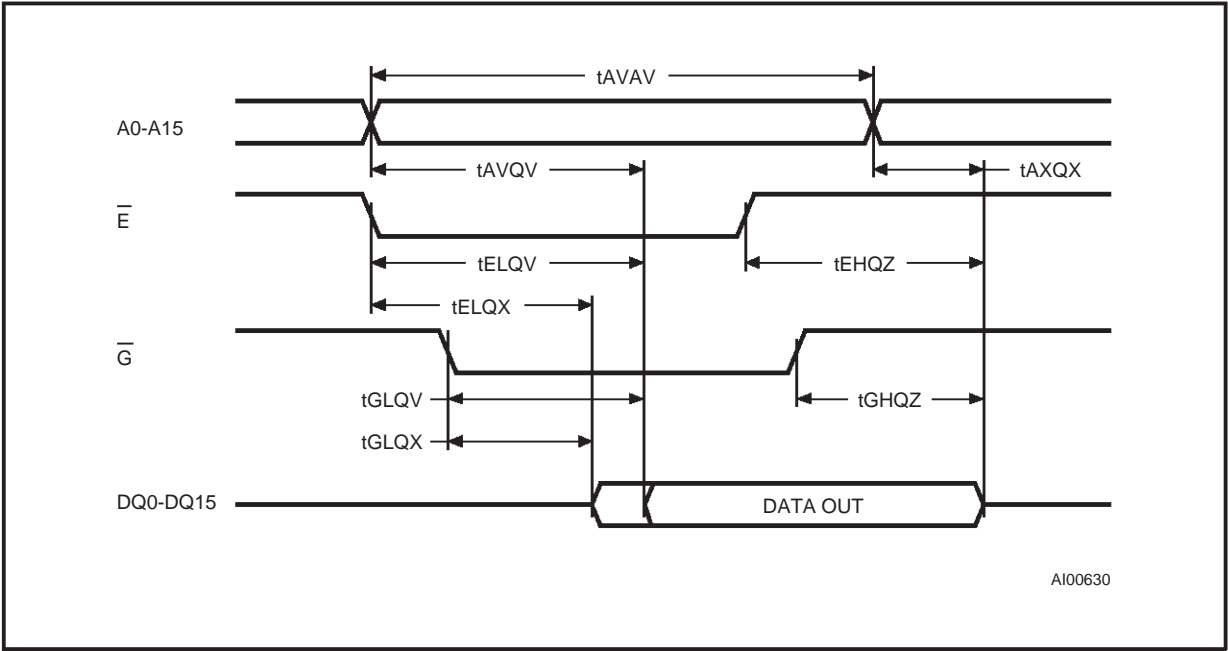 tAVAV
A0-A15
tAVQV
tAXQX
E
tELQV
tEHQZ
tELQX
G
tGLQV
tGHQZ
tGLQX
DQ0-DQ15
DATA OUT
AI00630